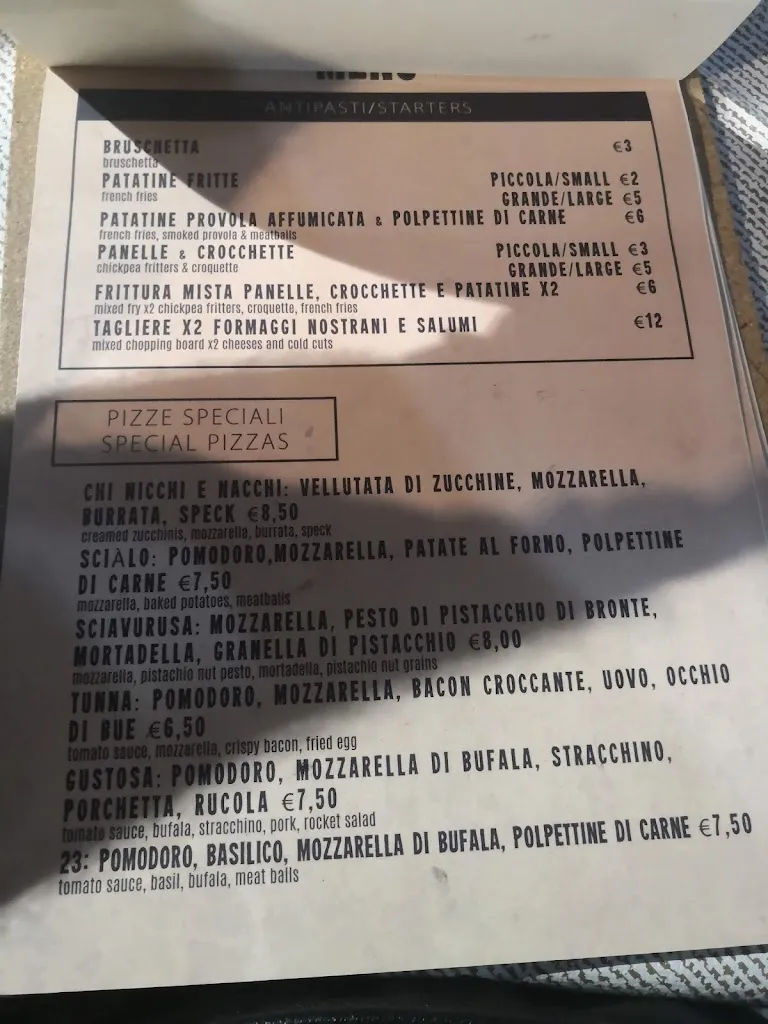 MENU
ANTIPASTI/STARTERS
BRUSCHETTA €3
bruschetta
PATATINE FRITTE PICCOLA/SMALL €2
french fries GRANDE/LARGE €5
PATATINE PROVOLA AFFUMICATA & POLPETTINE DI CARNE €6
french fries, smoked provola & meatballs
PANELLE & CROCCHETTE PICCOLA/SMALL €3
chickpea fritters & croquette GRANDE/LARGE €5
FRITTURA MISTA PANELLE, CROCCHETTE E PATATINE X2 €6
mixed fry x2 chickpea fritters, croquette, french fries
TAGLIERE X2 FORMAGGI NOSTRANI E SALUMI €12
mixed chopping board x2 cheeses and cold cuts
PIZZE SPECIALI
SPECIAL PIZZAS
CHI NICCHI E NACCHI: VELLUTATA DI ZUCCHINE, MOZZARELLA,
BURRATA, SPECK €8,50
creamed zucchinis, mozzarella, burrata, speck
SCIÀLO: POMODORO,MOZZARELLA, PATATE AL FORNO, POLPETTINE
DI CARNE €7,50
mozzarella, baked potatoes, meatballs
SCIAVURUSA: MOZZARELLA, PESTO DI PISTACCHIO DI BRONTE,
MORTADELLA, GRANELLA DI PISTACCHIO €8,00
mozzarella, pistachio nut pesto, mortadella, pistachio nut grains
TUNNA: POMODORO, MOZZARELLA, BACON CROCCANTE, UOVO, OCCHIO
DI BUE €6,50
tomato sauce, mozzarella, crispy bacon, fried egg
GUSTOSA: POMODORO, MOZZARELLA DI BUFALA, STRACCHINO,
PORCHETTA, RUCOLA €7,50
tomato sauce, bufala, stracchino, pork, rocket salad
23: POMODORO, BASILICO, MOZZARELLA DI BUFALA, POLPETTINE DI CARNE €7,50
tomato sauce, basil, bufala, meat balls